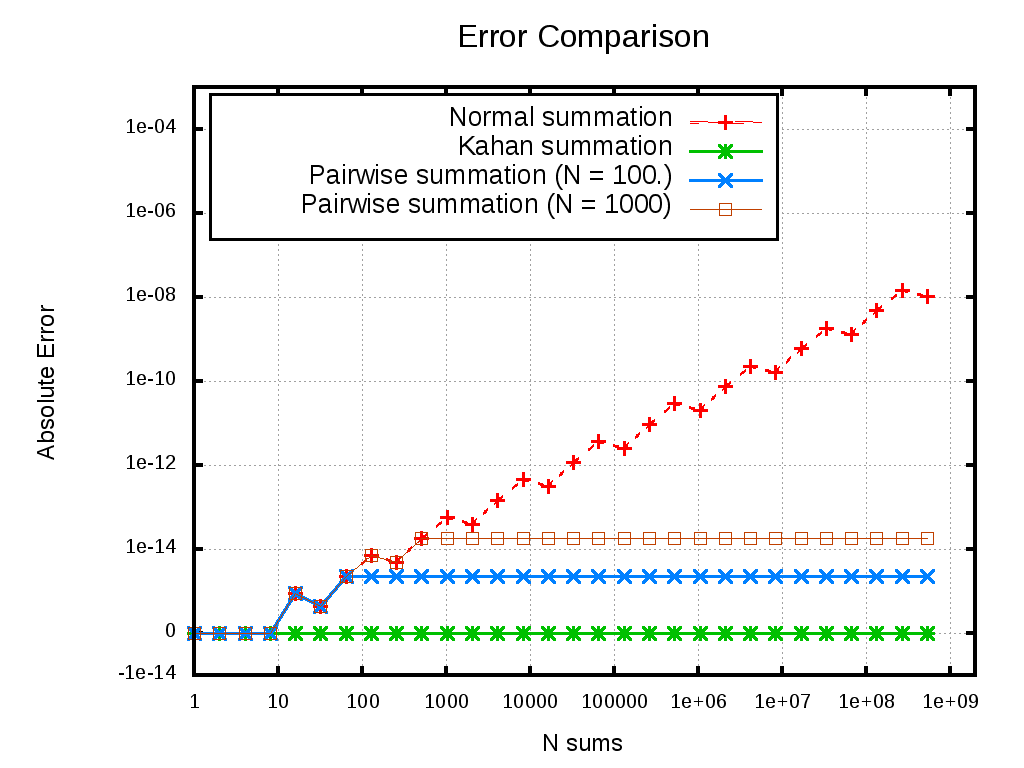 Error Comparison
Normal summation
Kahan summation
Pairwise summation (N = 100.)
Pairwise summation (N = 1000)
1e-04
1e-06
1e-08
1e-10
1e-12
1e-14
0
-1e-14
Absolute Error
1 10 100 1000 10000 100000 1e+06 1e+07 1e+08 1e+09
N sums